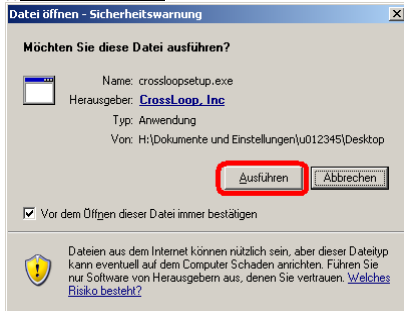 Datei öffnen - Sicherheitswarnung
Möchten Sie diese Datei ausführen?
Name: crossloopsetup.exe
Herausgeber: CrossLoop, Inc
Typ: Anwendung
Von: H:\Dokumente und Einstellungen\u012345\Desktop
Ausführen Abbrechen
Vor dem Öffnen dieser Datei immer bestätigen
Dateien aus dem Internet können nützlich sein, aber dieser Dateityp
kann eventuell auf dem Computer Schaden anrichten. Führen Sie
nur Software von Herausgebern aus, denen Sie vertrauen. Welches
Risiko besteht?